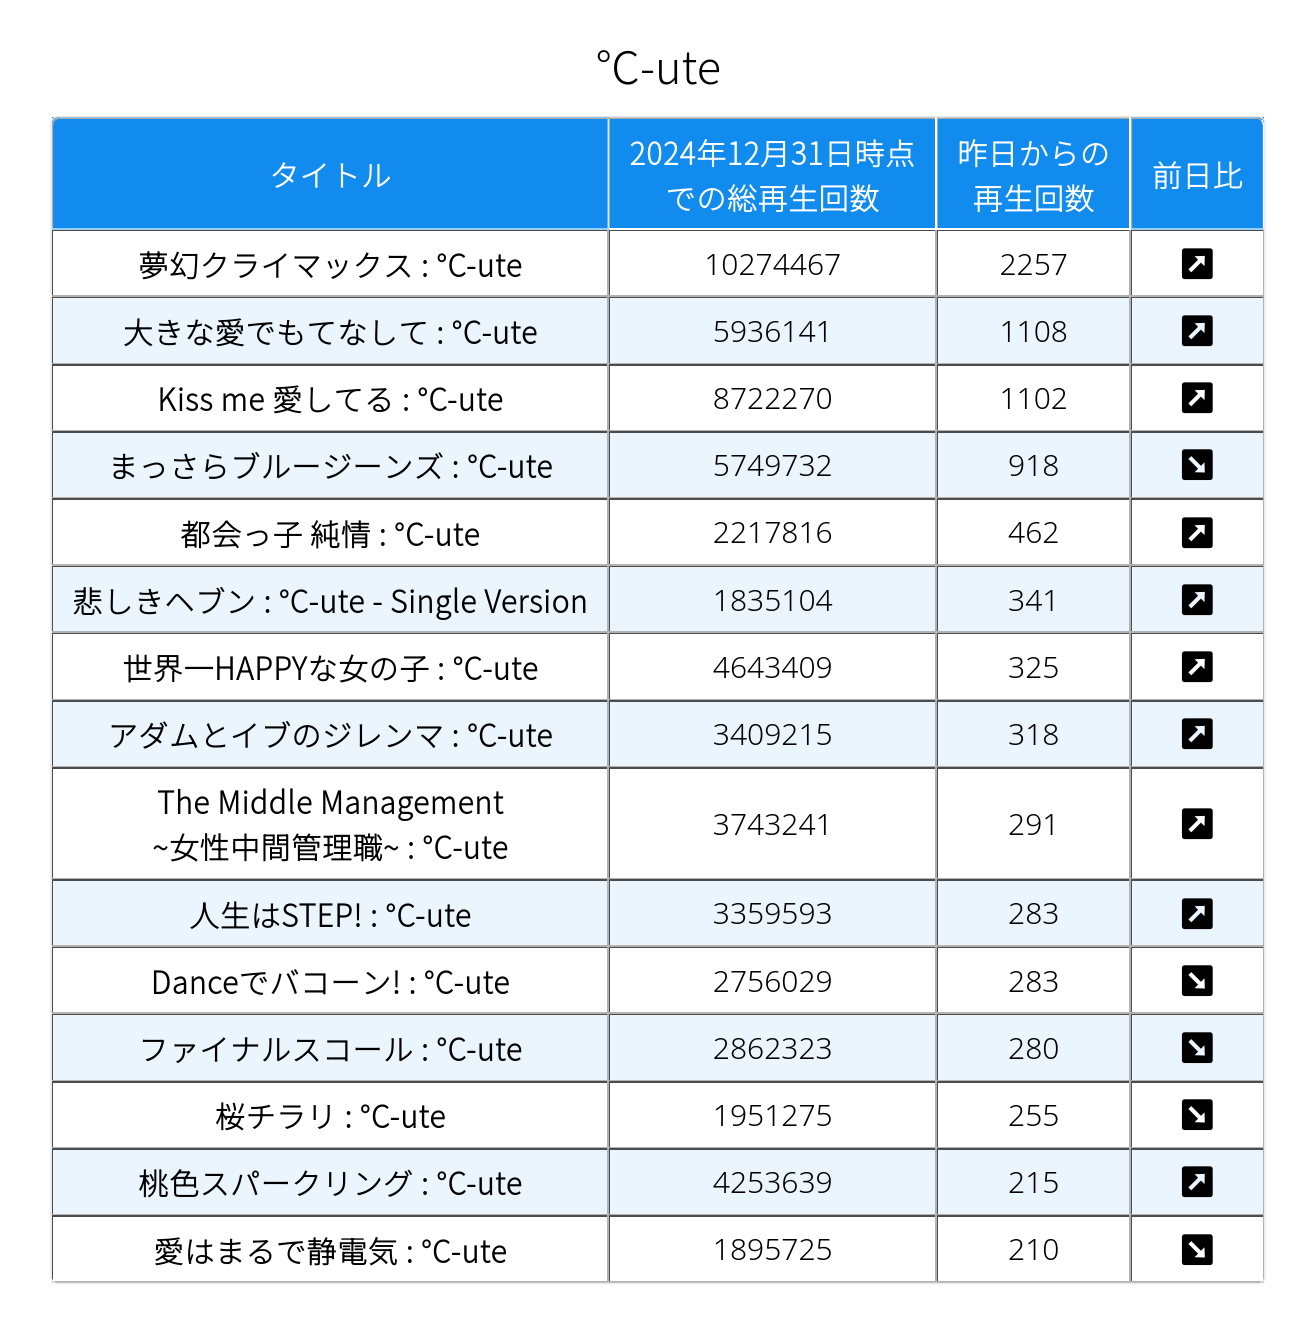 ℃-ute
タイトル
2024年12月31日時点
での総再生回数
昨日からの
再生回数
前日比
夢幻クライマックス : ℃-ute 10274467 2257
大きな愛でもてなして : ℃-ute 5936141 1108
Kiss me 愛してる : ℃-ute 8722270 1102
まっさらブルージーンズ : ℃-ute 5749732 918
都会っ子 純情 : ℃-ute 2217816 462
悲しきヘブン : ℃-ute - Single Version 1835104 341
世界一HAPPYな女の子 : ℃-ute 4643409 325
アダムとイブのジレンマ : ℃-ute 3409215 318
The Middle Management
~女性中間管理職~ : ℃-ute 3743241 291
人生はSTEP! : ℃-ute 3359593 283
Danceでバコーン! : ℃-ute 2756029 283
ファイナルスコール : ℃-ute 2862323 280
桜チラリ : ℃-ute 1951275 255
桃色スパークリング : ℃-ute 4253639 215
愛はまるで静電気 : ℃-ute 1895725 210